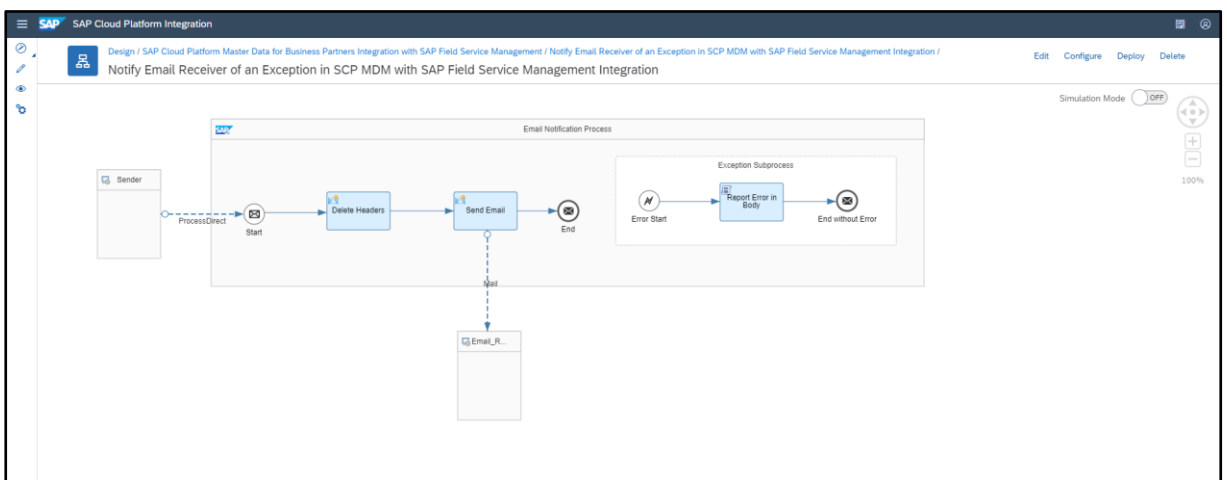 SAP SAP Cloud Platform Integration
Design / SAP Cloud Platform Master Data for Business Partners Integration with SAP Field Service Management / Notify Email Receiver of an Exception in SCP MDM with SAP Field Service Management Integration /
Notify Email Receiver of an Exception in SCP MDM with SAP Field Service Management Integration
Edit Configure Deploy Delete
Simulation Mode OFF
100%
SAP
Email Notification Process
Sender
ProcessDirect
Start
Delete Headers
Send Email
End
Mail
Email_R...
Exception Subprocess
Error Start
Report Error in
Body
End without Error